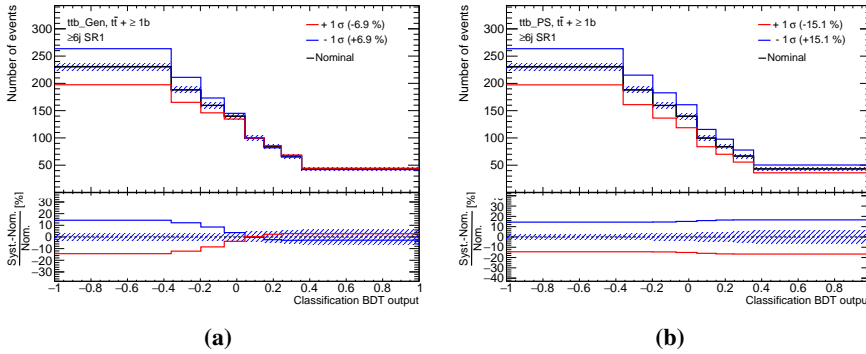 Number of events
300
250
200
150
100
50
ttb_Gen, tt̄ + ≥ 1b
≥6j SR1
+ 1 σ (-6.9 %)
- 1 σ (+6.9 %)
Nominal
Syst.-Nom. [%]
Nom.
30
20
10
0
−10
−20
−30
−1 −0.8 −0.6 −0.4 −0.2 0 0.2 0.4 0.6 0.8 1
Classification BDT output
(a)
Number of events
300
250
200
150
100
50
ttb_PS, tt̄ + ≥ 1b
≥6j SR1
+ 1 σ (-15.1 %)
- 1 σ (+15.1 %)
Nominal
Syst.-Nom. [%]
Nom.
30
20
10
0
−10
−20
−30
−40
−1 −0.8 −0.6 −0.4 −0.2 0 0.2 0.4 0.6 0.8 1
Classification BDT output
(b)